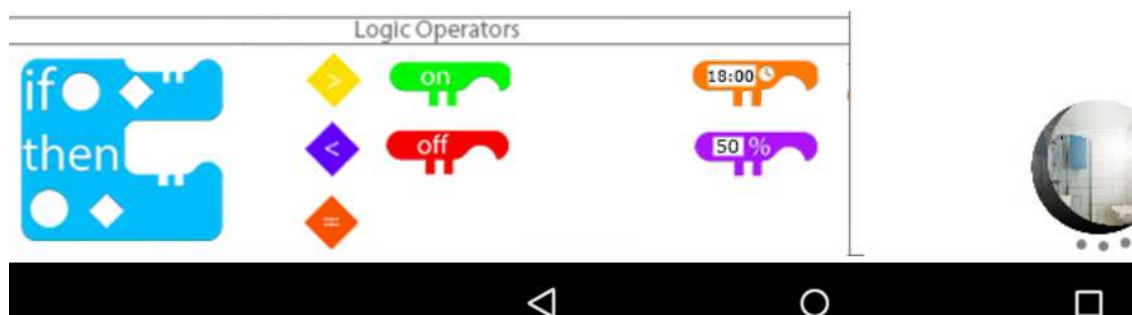 Logic Operators
if
then
>
<
=
on
off
18:00
50 %